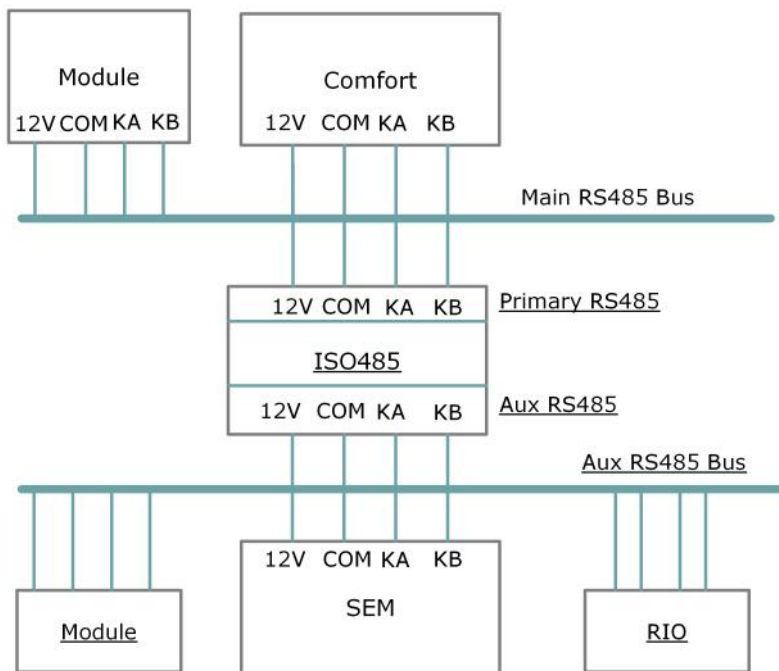 Module
12V COM KA KB
Comfort
12V COM KA KB
Main RS485 Bus
12V COM KA KB
Primary RS485
ISO485
12V COM KA KB
Aux RS485
Aux RS485 Bus
12V COM KA KB
SEM
Module
RIO